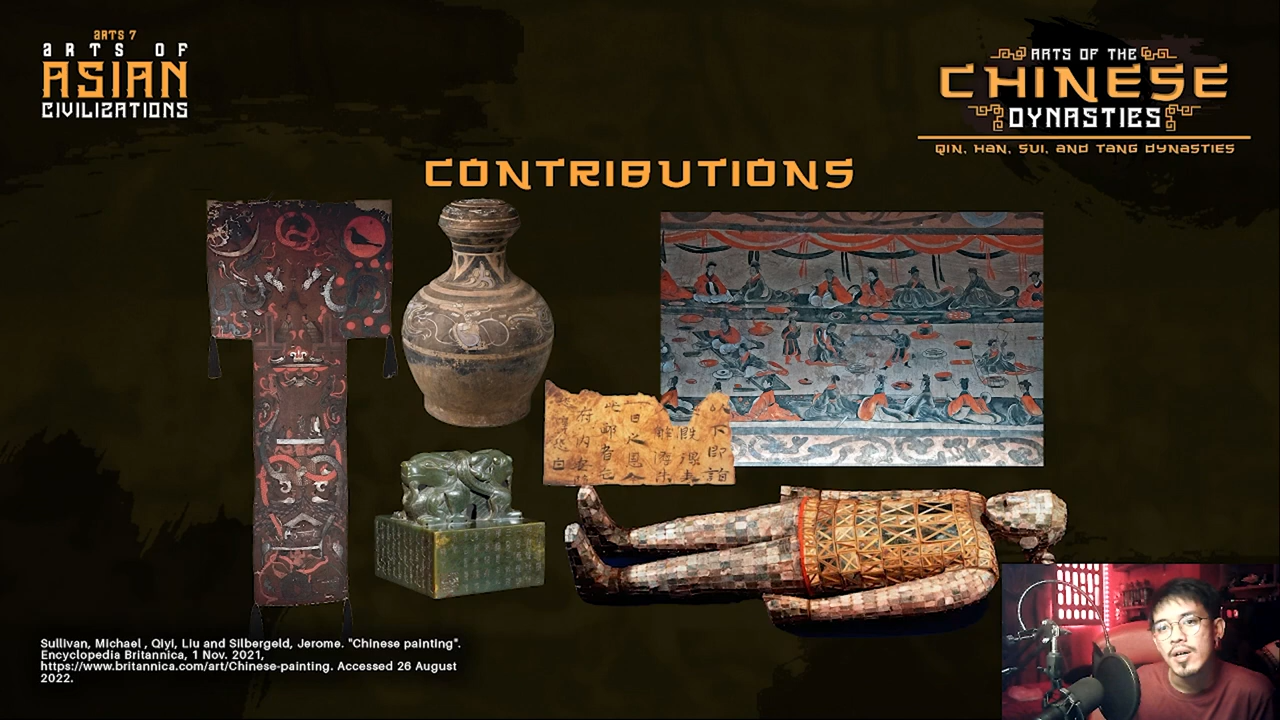 ARTS 7
ARTS OF
ASIAN
CIVILIZATIONS
ARTS OF THE
CHINESE
DYNASTIES
QIN, HAN, SUI, AND TANG DYNASTIES
CONTRIBUTIONS
Sullivan, Michael , Qiyi, Liu and Silbergeld, Jerome. "Chinese painting".
Encyclopedia Britannica, 1 Nov. 2021,
https://www.britannica.com/art/Chinese-painting. Accessed 26 August
2022.